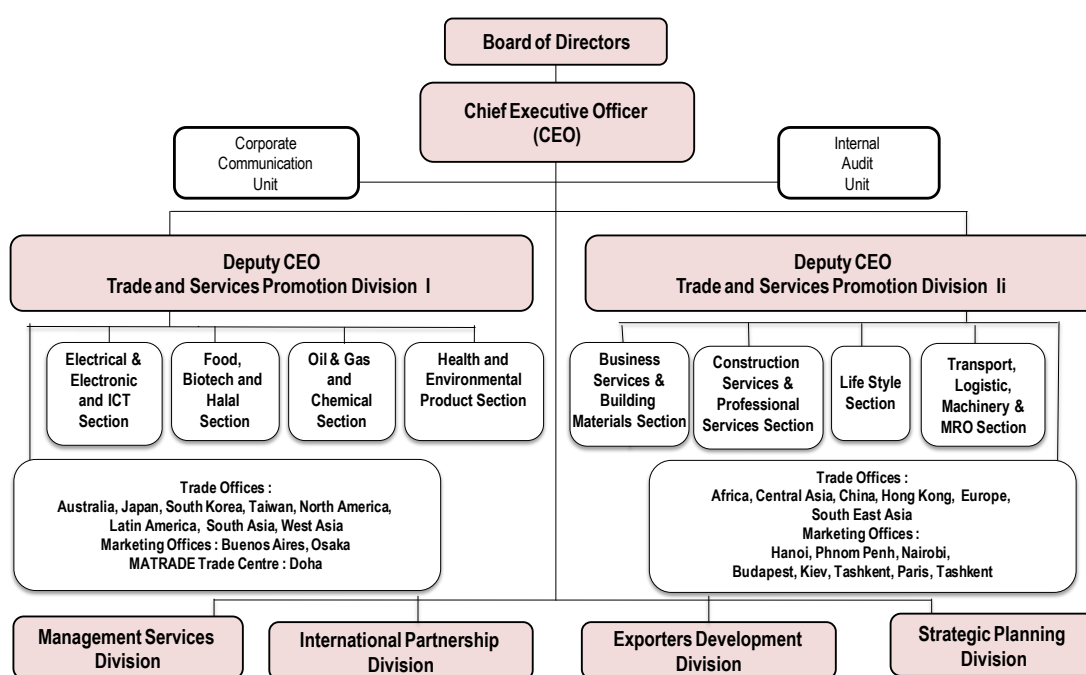 Board of Directors
Chief Executive Officer
(CEO)
Corporate
Communication
Unit
Internal
Audit
Unit
Deputy CEO
Trade and Services Promotion Division I
Deputy CEO
Trade and Services Promotion Division Ii
Electrical &
Electronic
and ICT
Section
Food,
Biotech and
Halal
Section
Oil & Gas
and
Chemical
Section
Health and
Environmental
Product Section
Business
Services &
Building
Materials Section
Construction
Services &
Professional
Services Section
Life Style
Section
Transport,
Logistic,
Machinery &
MRO Section
Trade Offices :
Australia, Japan, South Korea, Taiwan, North America,
Latin America, South Asia, West Asia
Marketing Offices : Buenos Aires, Osaka
MATRADE Trade Centre : Doha
Trade Offices :
Africa, Central Asia, China, Hong Kong, Europe,
South East Asia
Marketing Offices :
Hanoi, Phnom Penh, Nairobi,
Budapest, Kiev, Tashkent, Paris, Tashkent
Management Services
Division
International Partnership
Division
Exporters Development
Division
Strategic Planning
Division